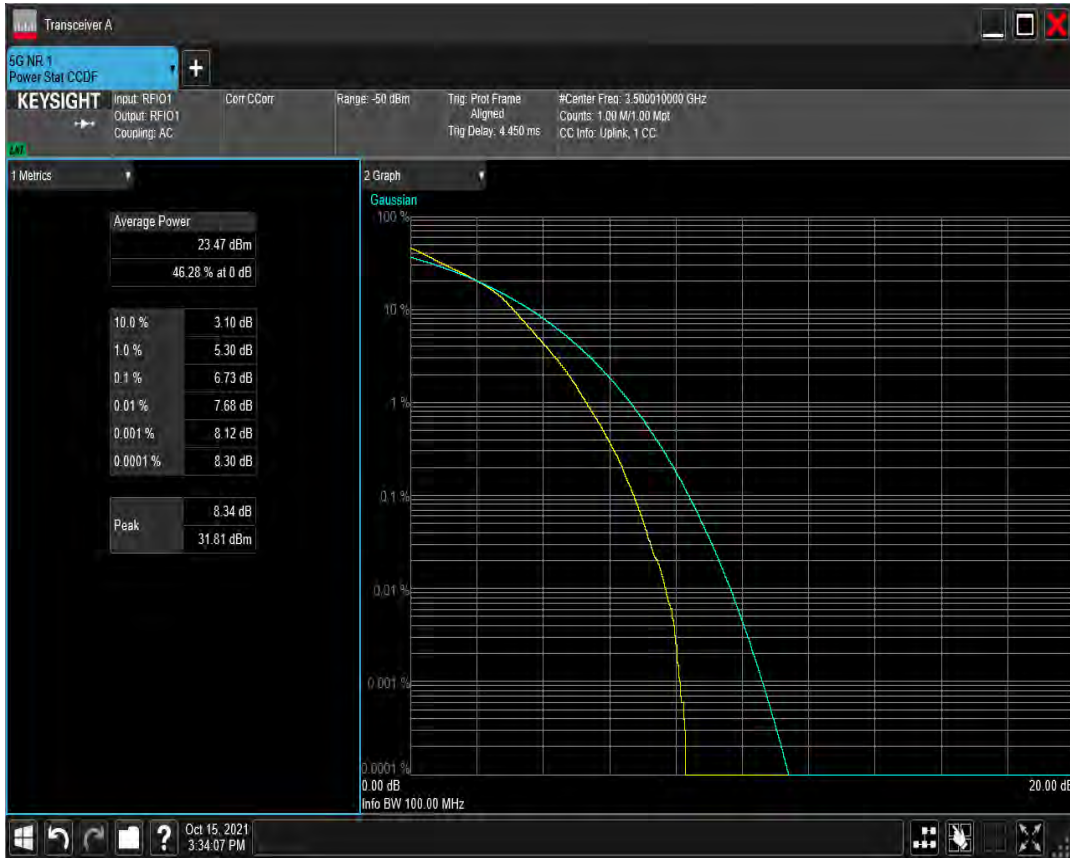 Transceiver A
5G NR 1
Power Stat CCDF
+
KEYSIGHT
Input: RFIO1
Output: RFIO1
Coupling: AC
Corr CCorr
Range: -50 dBm
Trig: Prot Frame
Aligned
Trig Delay: 4.450 ms
#Center Freq: 3.500010000 GHz
Counts: 1.00 M/1.00 Mpt
CC Info: Uplink, 1 CC
1 Metrics
Average Power
23.47 dBm
46.28 % at 0 dB
10.0 % 3.10 dB
1.0 % 5.30 dB
0.1 % 6.73 dB
0.01 % 7.68 dB
0.001 % 8.12 dB
0.0001 % 8.30 dB
Peak
8.34 dB
31.81 dBm
2 Graph
Gaussian
100 %
10 %
1 %
0.1 %
0.01 %
0.001 %
0.0001 %
0.00 dB
20.00 dB
Info BW 100.00 MHz
?
Oct 15, 2021
3:34:07 PM